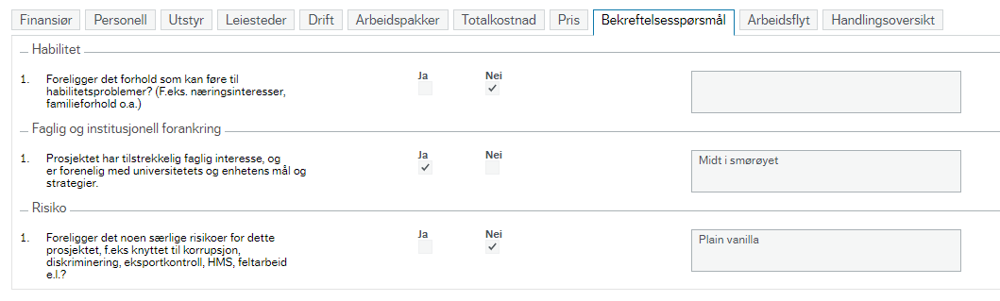 Finansiør Personell Utstyr Leiesteder Drift Arbeidspakker Totalkostnad Pris Bekreftelsesspørsmål Arbeidsflyt Handlingsoversikt
Habilitet
1. Foreligger det forhold som kan føre til
habilitetsproblemer? (F.eks. næringsinteresser,
familieforhold o.a.)
Ja Nei
Faglig og institusjonell forankring
1. Prosjektet har tilstrekkelig faglig interesse, og
er forenelig med universitetets og enhetens mål og
strategier.
Ja Nei
Midt i smørøyet
Risiko
1. Foreligger det noen særlige risikoer for dette
prosjektet, f.eks knyttet til korrupsjon,
diskriminering, eksportkontroll, HMS, feltarbeid
e.l.?
Ja Nei
Plain vanilla